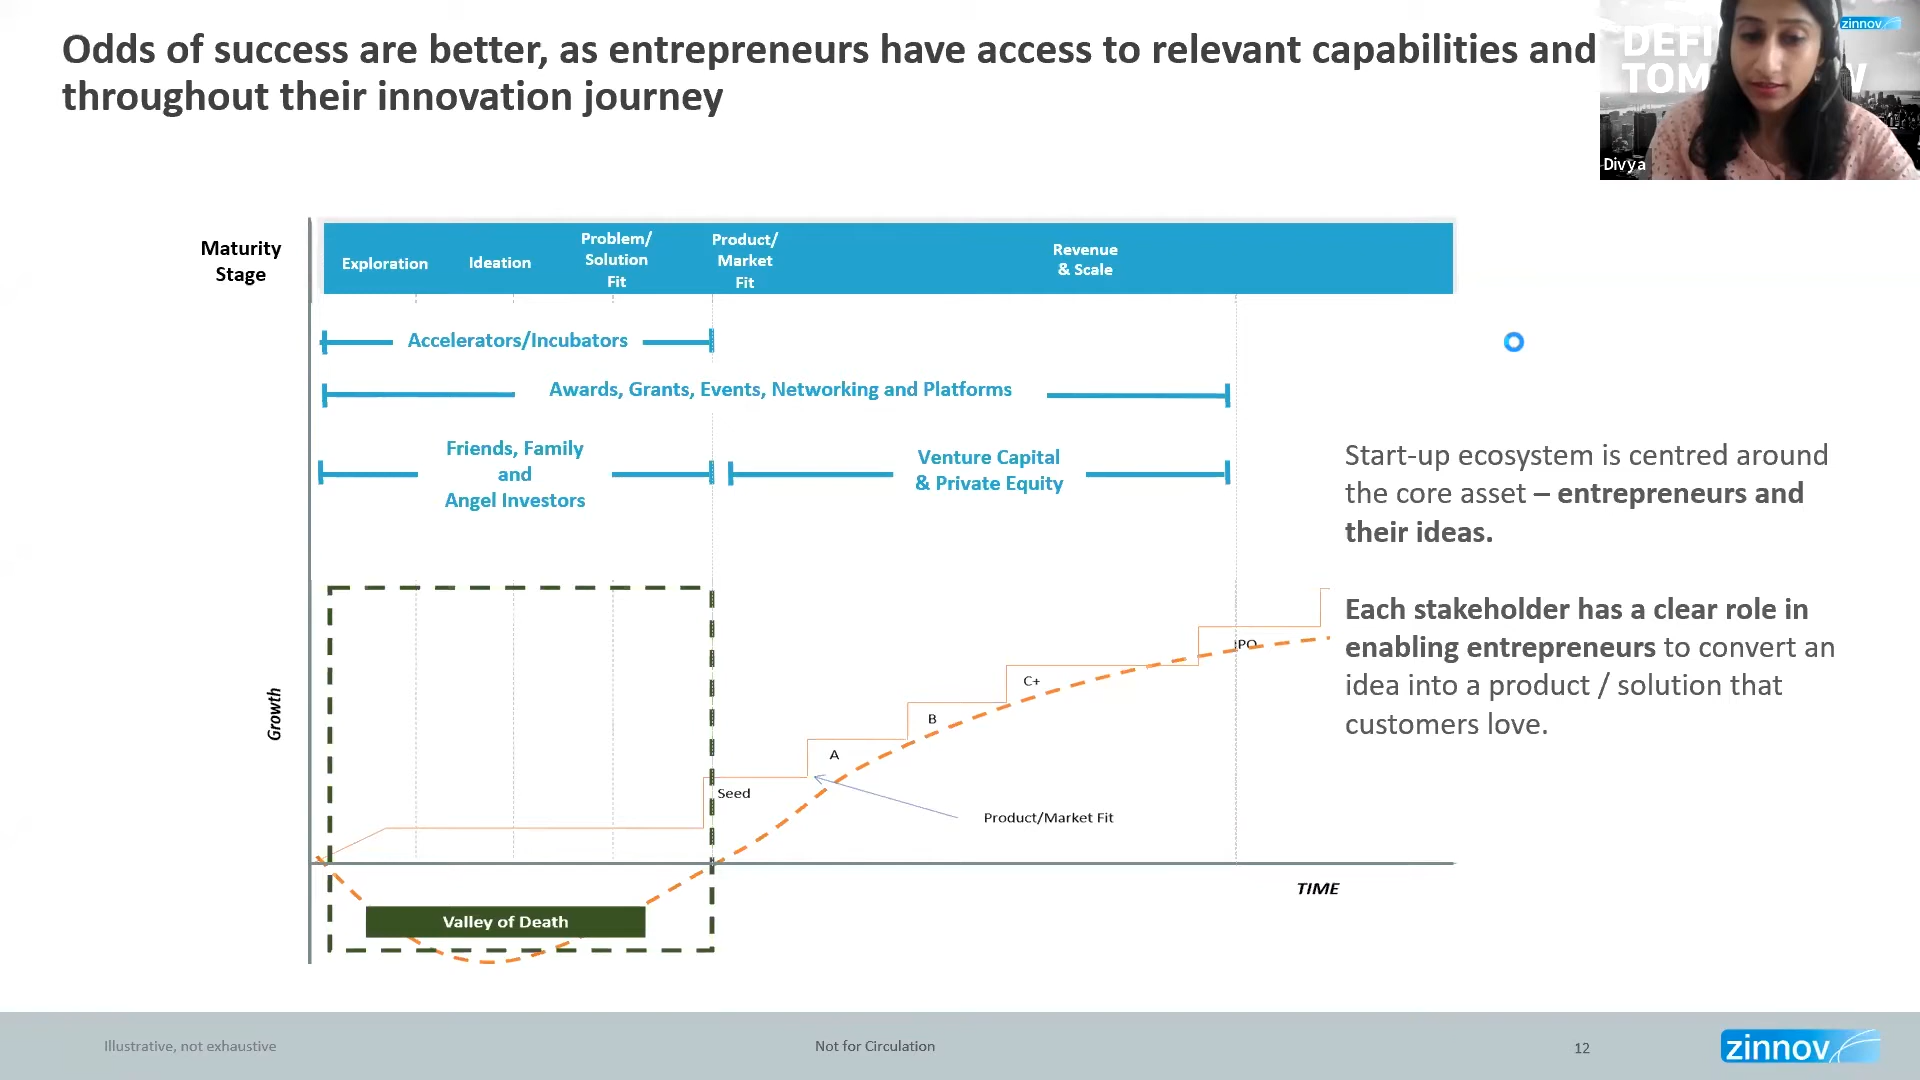 Odds of success are better, as entrepreneurs have access to relevant capabilities and
throughout their innovation journey
zinnov
DEFI
TOM W
Divya
Maturity
Stage
Exploration
Ideation
Problem/
Solution
Fit
Product/
Market
Fit
Revenue
& Scale
Accelerators/Incubators
Awards, Grants, Events, Networking and Platforms
Friends, Family
and
Angel Investors
Venture Capital
& Private Equity
Start-up ecosystem is centred around
the core asset – entrepreneurs and
their ideas.
Each stakeholder has a clear role in
enabling entrepreneurs to convert an
idea into a product / solution that
customers love.
Growth
IPO
C+
B
A
Seed
Product/Market Fit
TIME
Valley of Death
Illustrative, not exhaustive
Not for Circulation
12
zinnov